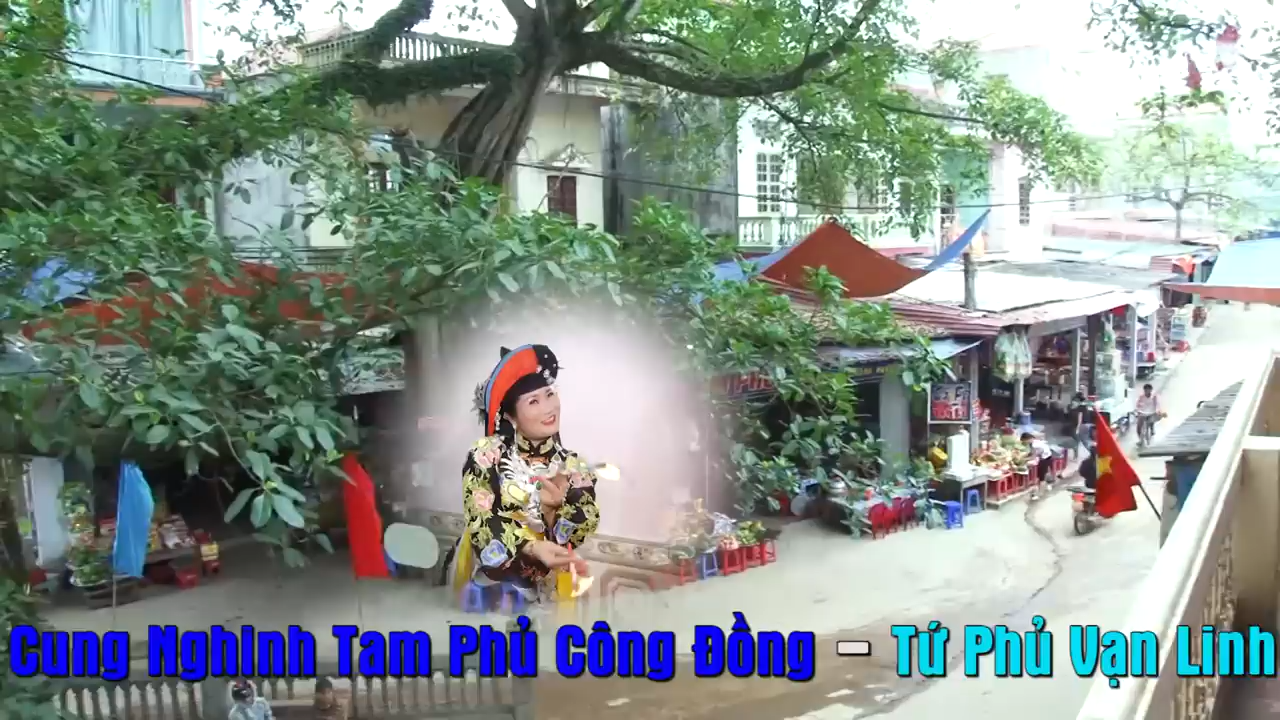 Cung Nghinh Tam Phủ Công Đồng - Tứ Phủ Vạn Linh